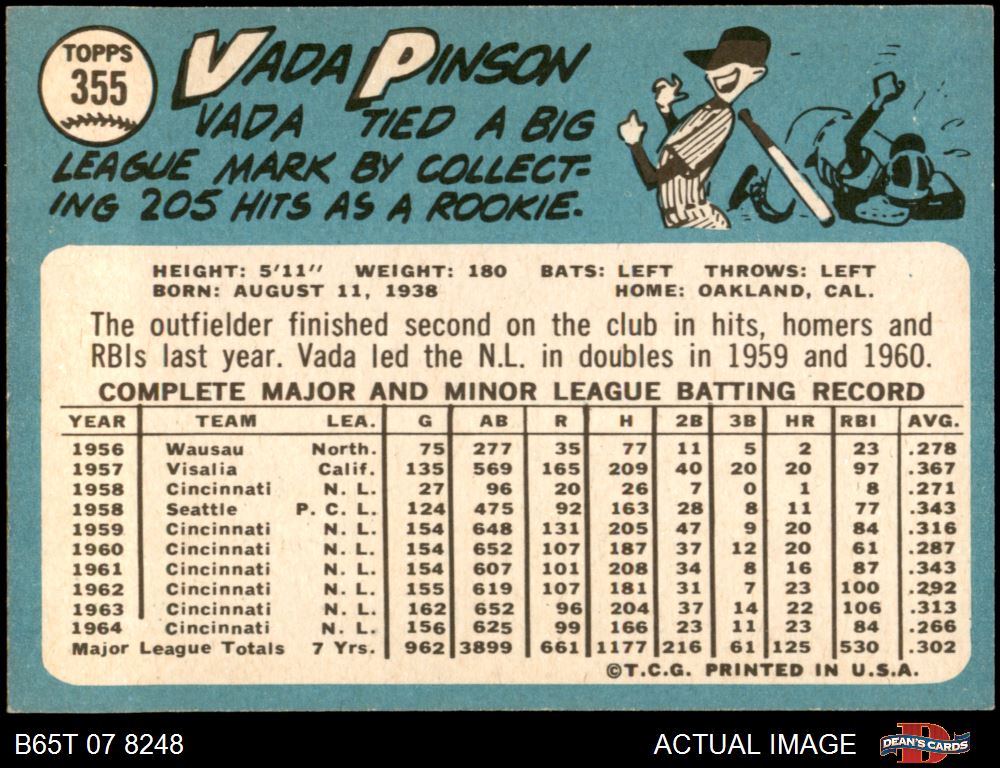 TOPPS
355
VADA PINSON
VADA TIED A BIG
LEAGUE MARK BY COLLECT-
ING 205 HITS AS A ROOKIE.
HEIGHT: 5'11" WEIGHT: 180 BATS: LEFT THROWS: LEFT
BORN: AUGUST 11, 1938 HOME: OAKLAND, CAL.
The outfielder finished second on the club in hits, homers and
RBIs last year. Vada led the N.L. in doubles in 1959 and 1960.
COMPLETE MAJOR AND MINOR LEAGUE BATTING RECORD
YEAR TEAM LEA. G AB R H 2B 3B HR RBI AVG.
1956 Wausau North. 75 277 35 77 11 5 2 23 .278
1957 Visalia Calif. 135 569 165 209 40 20 20 97 .367
1958 Cincinnati N. L. 27 96 20 26 7 0 1 8 .271
1958 Seattle P. C. L. 124 475 92 163 28 8 11 77 .343
1959 Cincinnati N. L. 154 648 131 205 47 9 20 84 .316
1960 Cincinnati N. L. 154 652 107 187 37 12 20 61 .287
1961 Cincinnati N. L. 154 607 101 208 34 8 16 87 .343
1962 Cincinnati N. L. 155 619 107 181 31 7 23 100 .292
1963 Cincinnati N. L. 162 652 96 204 37 14 22 106 .313
1964 Cincinnati N. L. 156 625 99 166 23 11 23 84 .266
Major League Totals 7 Yrs. 962 3899 661 1177 216 61 125 530 .302
©T.C.G. PRINTED IN U.S.A.
B65T 07 8248 ACTUAL IMAGE
D
DEAN'S CARDS